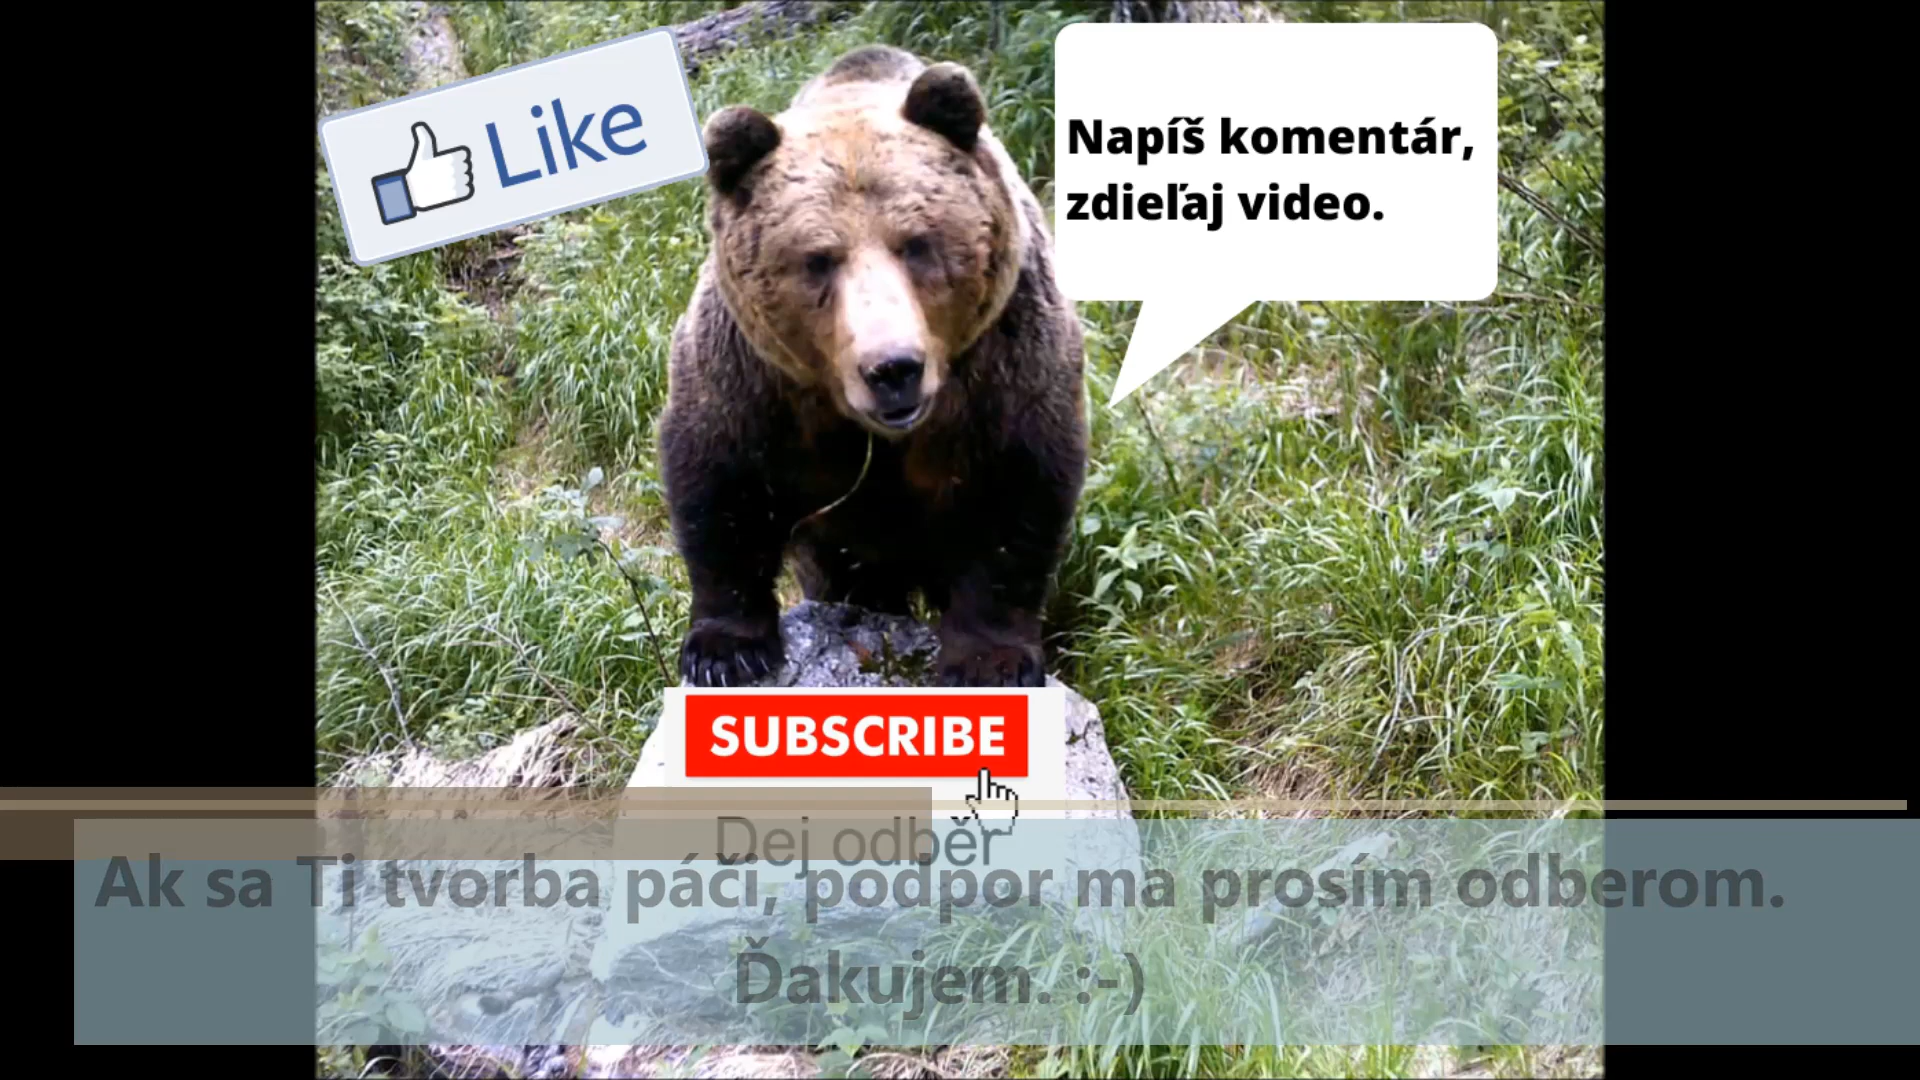 Like
Napíš komentár,
zdieľaj video.
SUBSCRIBE
Dej odběr
Ak sa Ti tvorba páči, podpor ma prosím odberom.
Ďakujem. :-)